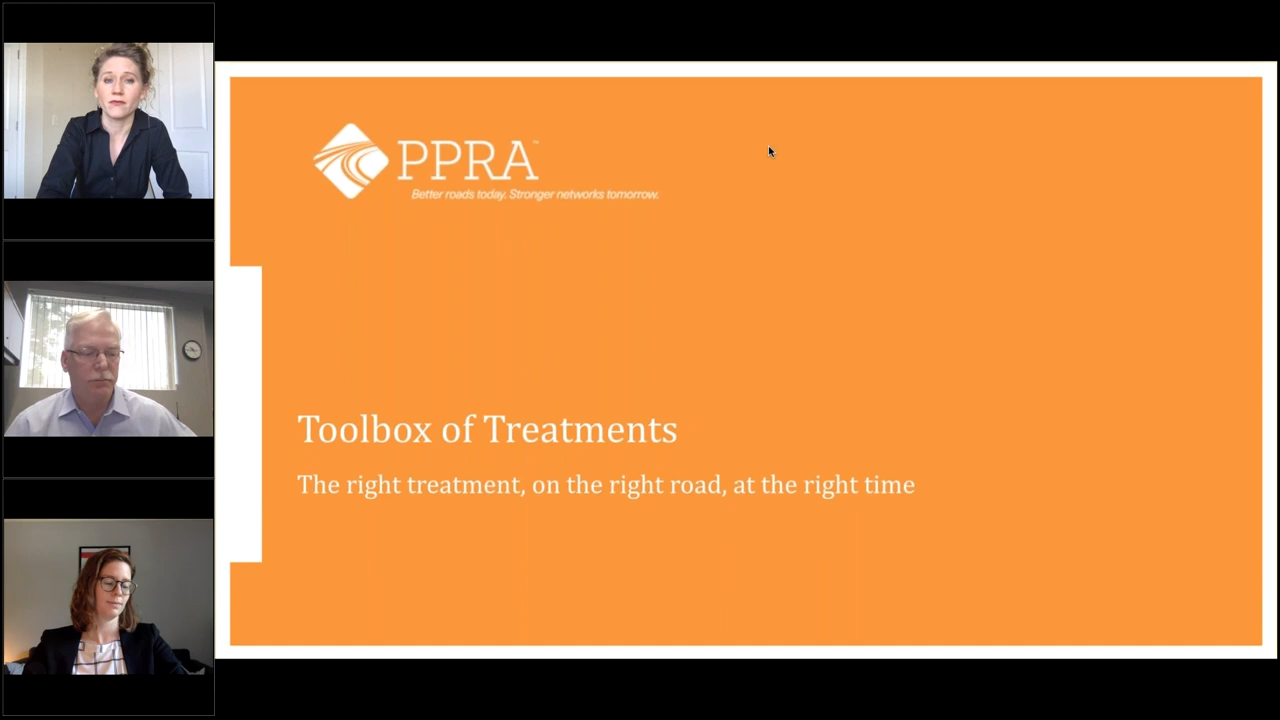 PPRA™
Better roads today. Stronger networks tomorrow.
Toolbox of Treatments
The right treatment, on the right road, at the right time